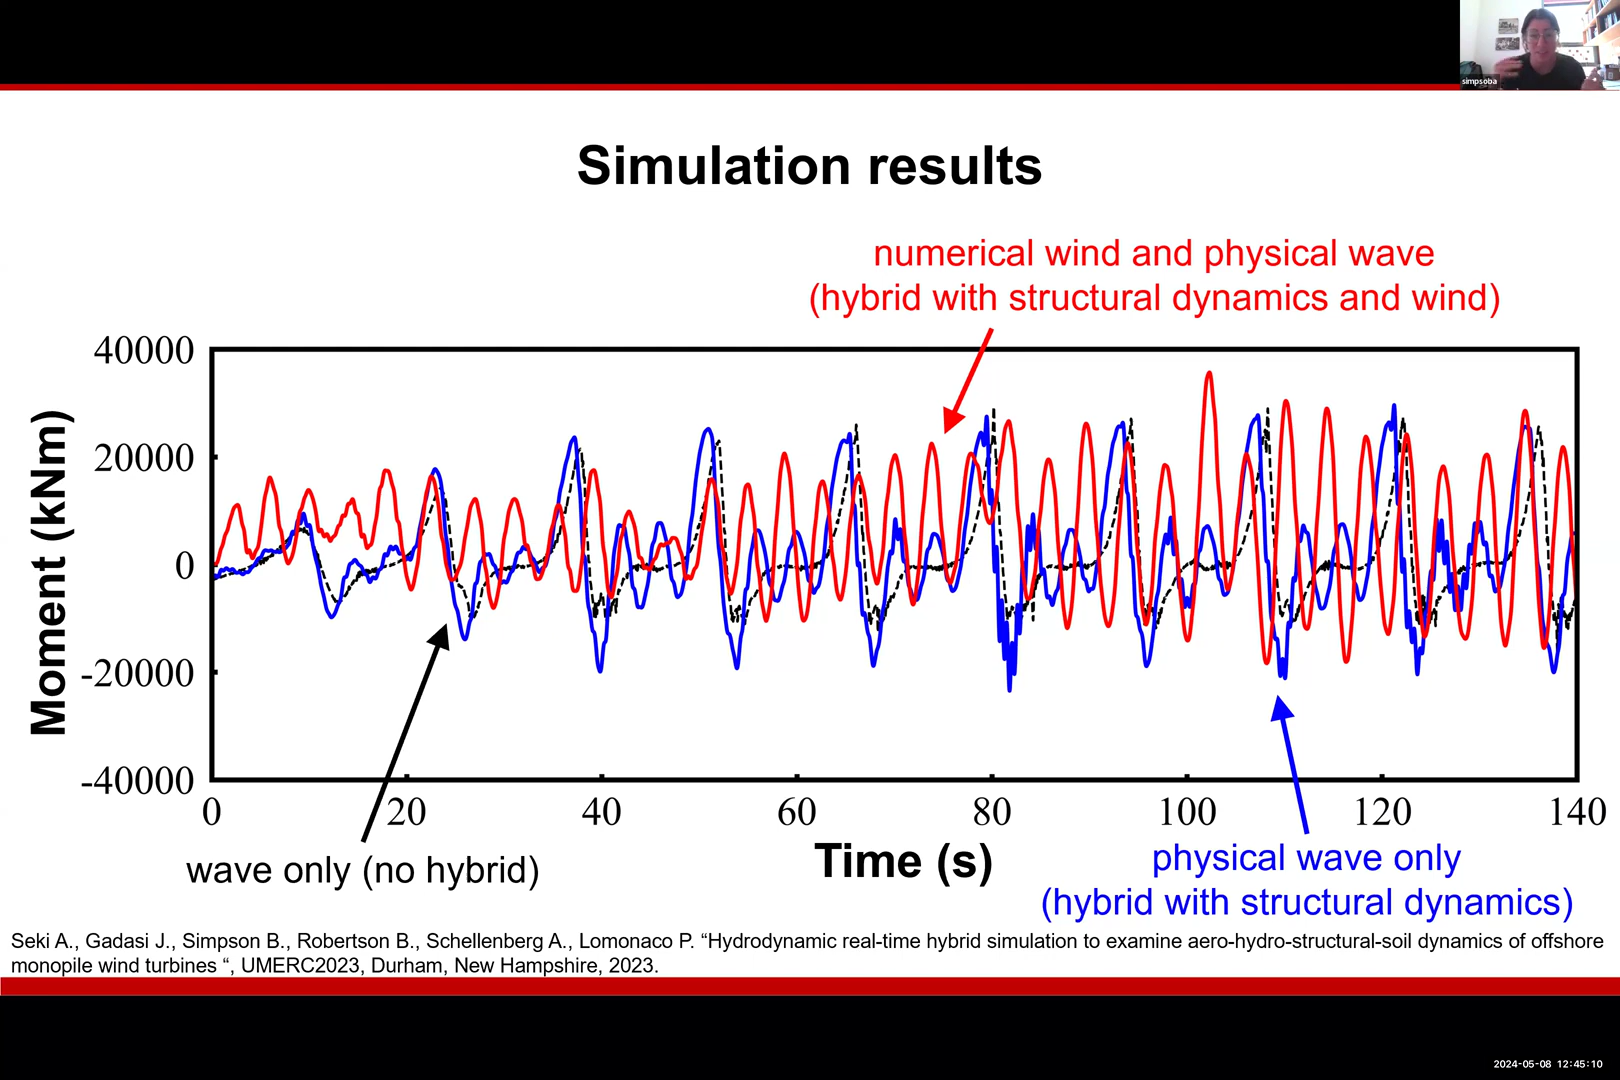 simpsoba
Simulation results
numerical wind and physical wave
(hybrid with structural dynamics and wind)
40000
20000
0
-20000
-40000
Moment (kNm)
0 20 40 60 80 100 120 140
Time (s)
wave only (no hybrid)
physical wave only
(hybrid with structural dynamics)
Seki A., Gadasi J., Simpson B., Robertson B., Schellenberg A., Lomonaco P. “Hydrodynamic real-time hybrid simulation to examine aero-hydro-structural-soil dynamics of offshore
monopile wind turbines “, UMERC2023, Durham, New Hampshire, 2023.
2024-05-08 12:45:10